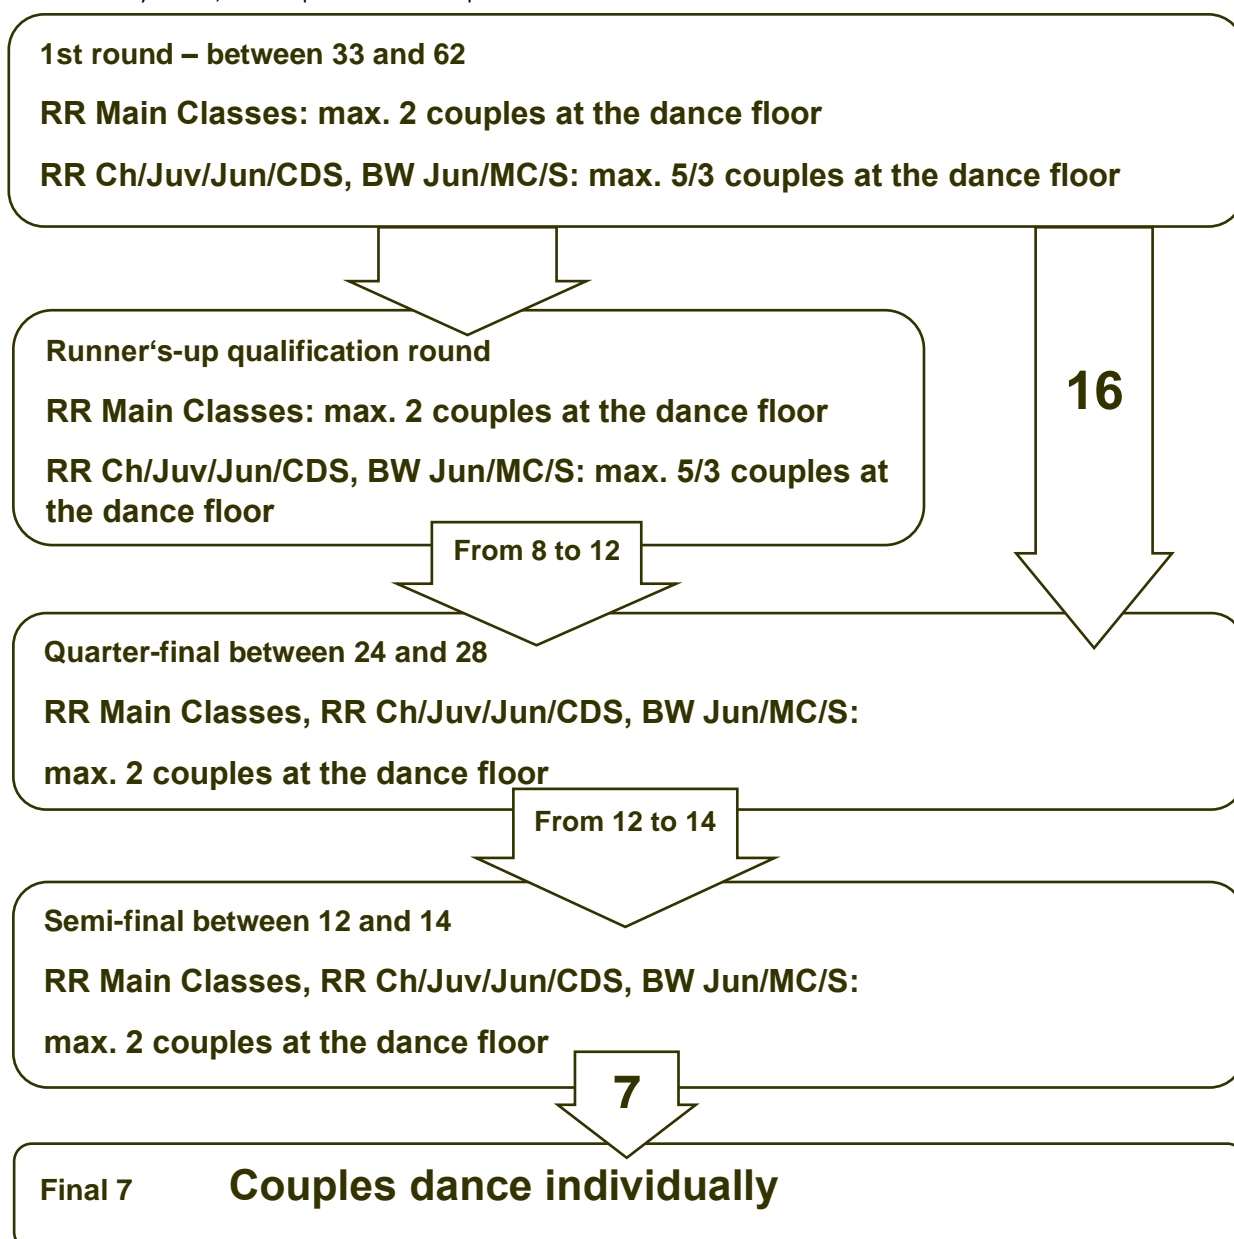 1st round – between 33 and 62
RR Main Classes: max. 2 couples at the dance floor
RR Ch/Juv/Jun/CDS, BW Jun/MC/S: max. 5/3 couples at the dance floor
Runner‘s-up qualification round
RR Main Classes: max. 2 couples at the dance floor
RR Ch/Juv/Jun/CDS, BW Jun/MC/S: max. 5/3 couples at
the dance floor
16
From 8 to 12
Quarter-final between 24 and 28
RR Main Classes, RR Ch/Juv/Jun/CDS, BW Jun/MC/S:
max. 2 couples at the dance floor
From 12 to 14
Semi-final between 12 and 14
RR Main Classes, RR Ch/Juv/Jun/CDS, BW Jun/MC/S:
max. 2 couples at the dance floor
7
Final 7 Couples dance individually